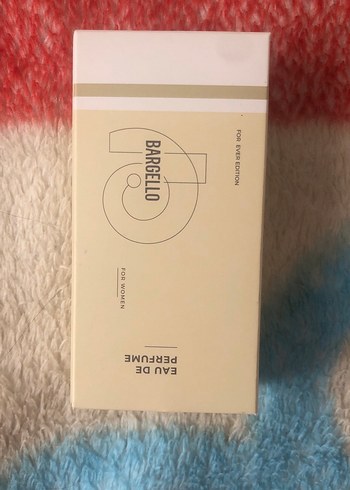 FOR EVER EDITION
BARGELLO
FOR WOMEN
EAU DE
PERFUME